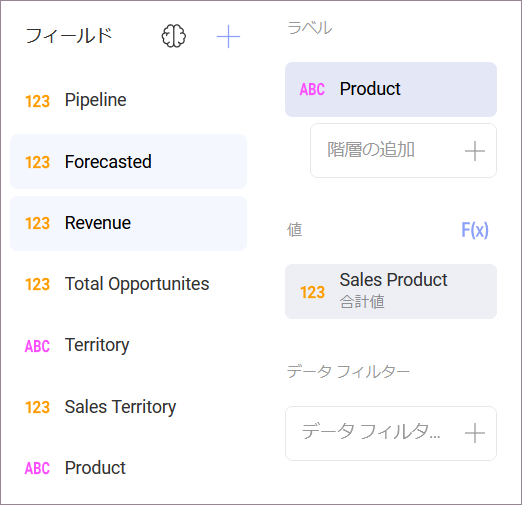 フィールド
123 Pipeline
123 Forecasted
123 Revenue
123 Total Opportunites
ABC Territory
123 Sales Territory
ABC Product
ラベル
ABC Product
階層の追加
値 F(x)
123 Sales Product
合計値
データ フィルター
データ フィルタ...